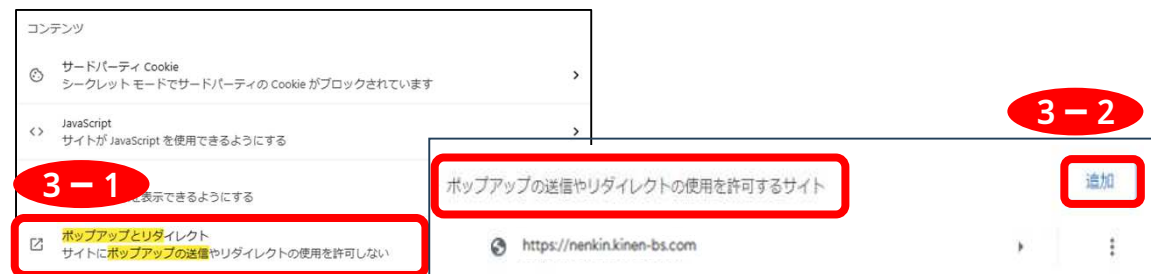 コンテンツ
サードパーティ Cookie
シークレット モードでサードパーティの Cookie がブロックされています
JavaScript
サイトが JavaScript を使用できるようにする
3－2
3－1
を表示できるようにする
ポップアップの送信やリダイレクトの使用を許可するサイト
追加
ポップアップとリダイレクト
サイトにポップアップの送信やリダイレクトの使用を許可しない
https://nenkin.kinen-bs.com